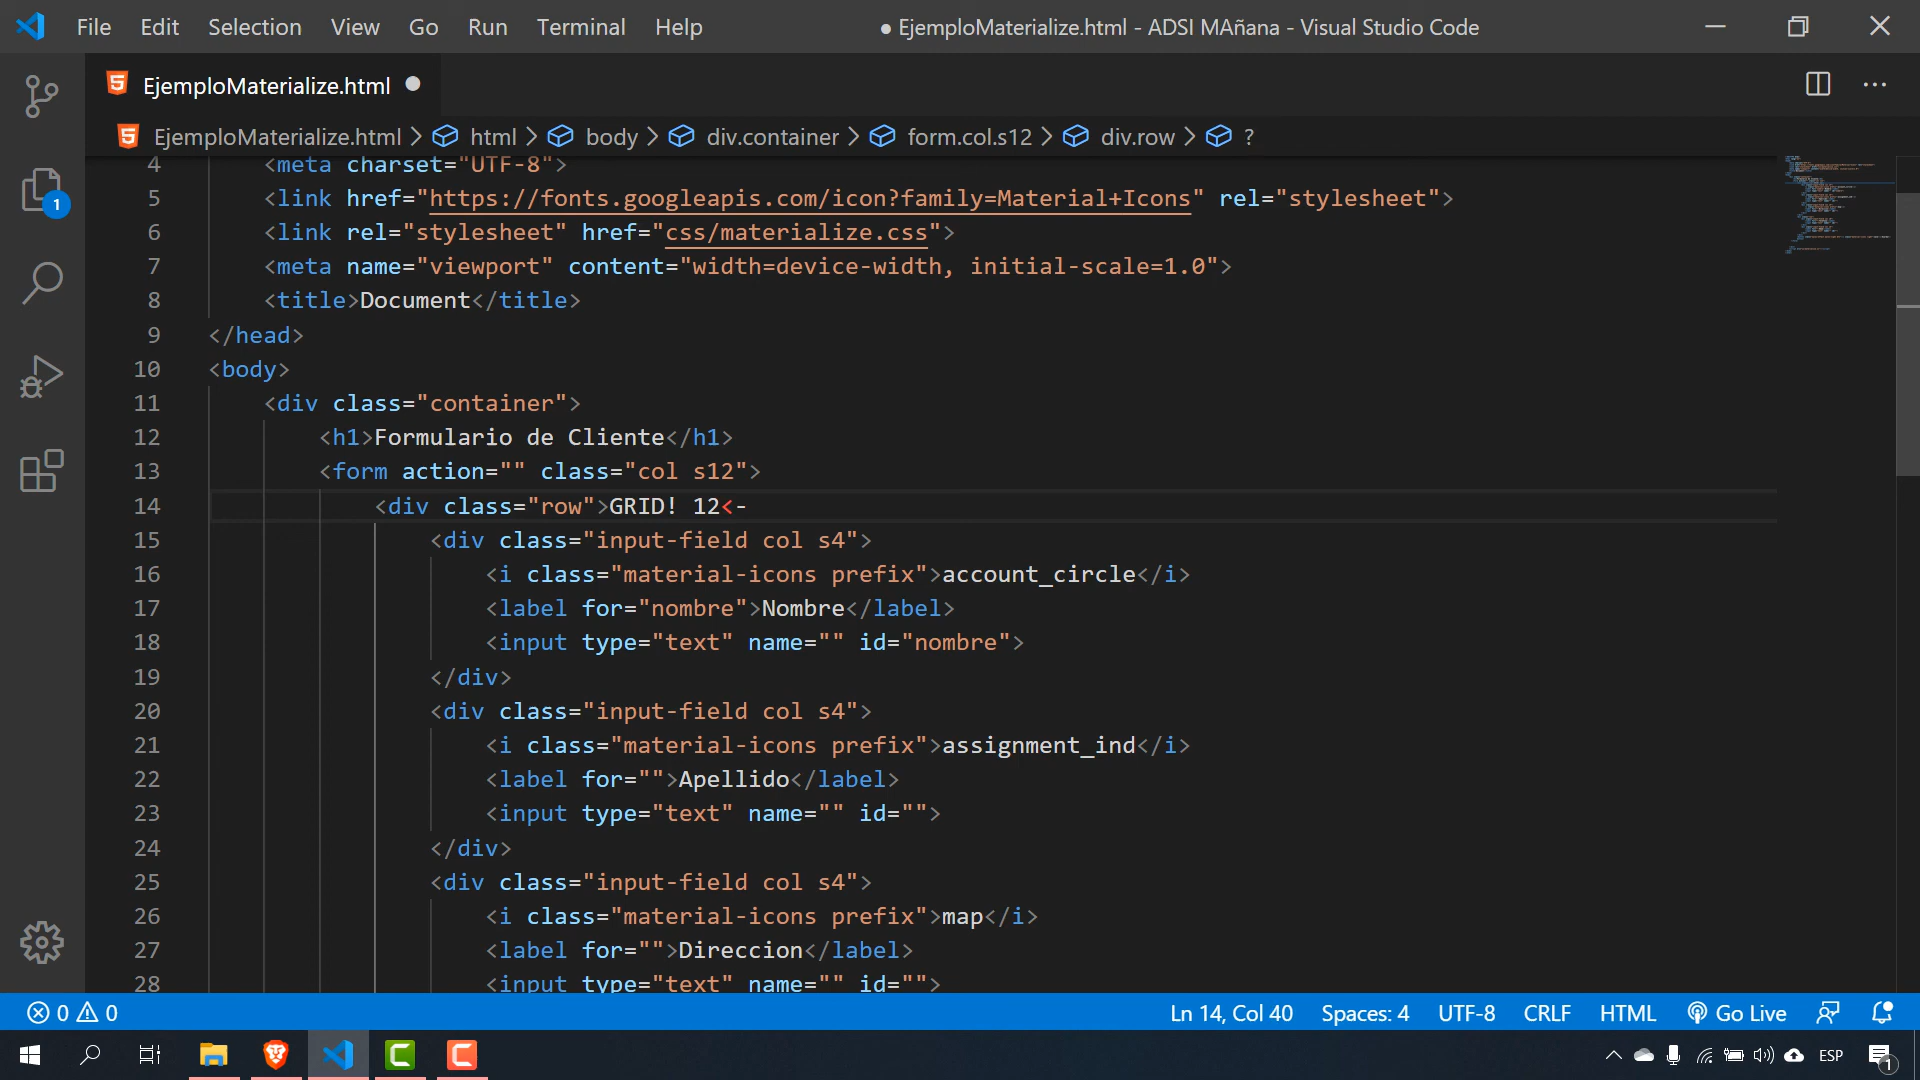 File Edit Selection View Go Run Terminal Help ● EjemploMaterialize.html - ADSI MAñana - Visual Studio Code
EjemploMaterialize.html ●
EjemploMaterialize.html > html > body > div.container > form.col.s12 > div.row > ?
4 <meta charset="UTF-8">
5 <link href="https://fonts.googleapis.com/icon?family=Material+Icons" rel="stylesheet">
6 <link rel="stylesheet" href="css/materialize.css">
7 <meta name="viewport" content="width=device-width, initial-scale=1.0">
8 <title>Document</title>
9 </head>
10 <body>
11 <div class="container">
12 <h1>Formulario de Cliente</h1>
13 <form action="" class="col s12">
14 <div class="row">GRID! 12<-
15 <div class="input-field col s4">
16 <i class="material-icons prefix">account_circle</i>
17 <label for="nombre">Nombre</label>
18 <input type="text" name="" id="nombre">
19 </div>
20 <div class="input-field col s4">
21 <i class="material-icons prefix">assignment_ind</i>
22 <label for="">Apellido</label>
23 <input type="text" name="" id="">
24 </div>
25 <div class="input-field col s4">
26 <i class="material-icons prefix">map</i>
27 <label for="">Direccion</label>
28 <input type="text" name="" id="">
1
0 0 Ln 14, Col 40 Spaces: 4 UTF-8 CRLF HTML Go Live
ESP 1